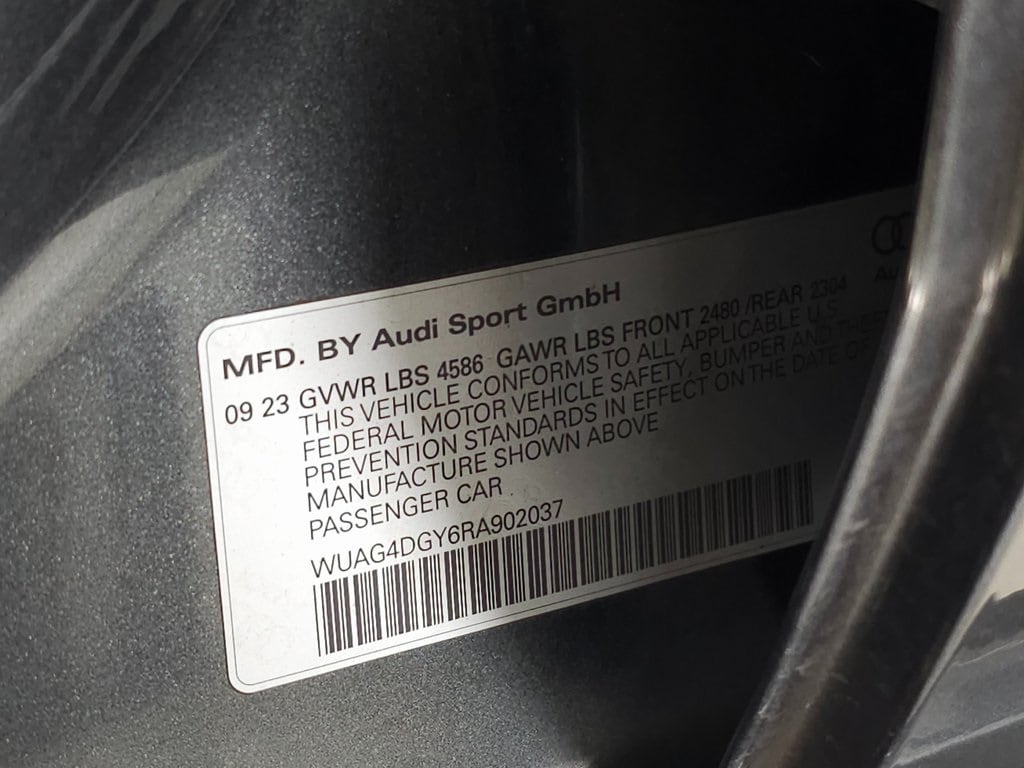 MFD. BY Audi Sport GmbH
09 23 GVWR LBS 4586 GAWR LBS FRONT 2480 /REAR 2304
THIS VEHICLE CONFORMS TO ALL APPLICABLE U.S.
FEDERAL MOTOR VEHICLE SAFETY, BUMPER AND THEFT
PREVENTION STANDARDS IN EFFECT ON THE DATE OF
MANUFACTURE SHOWN ABOVE
PASSENGER CAR
WUAG4DGY6RA902037